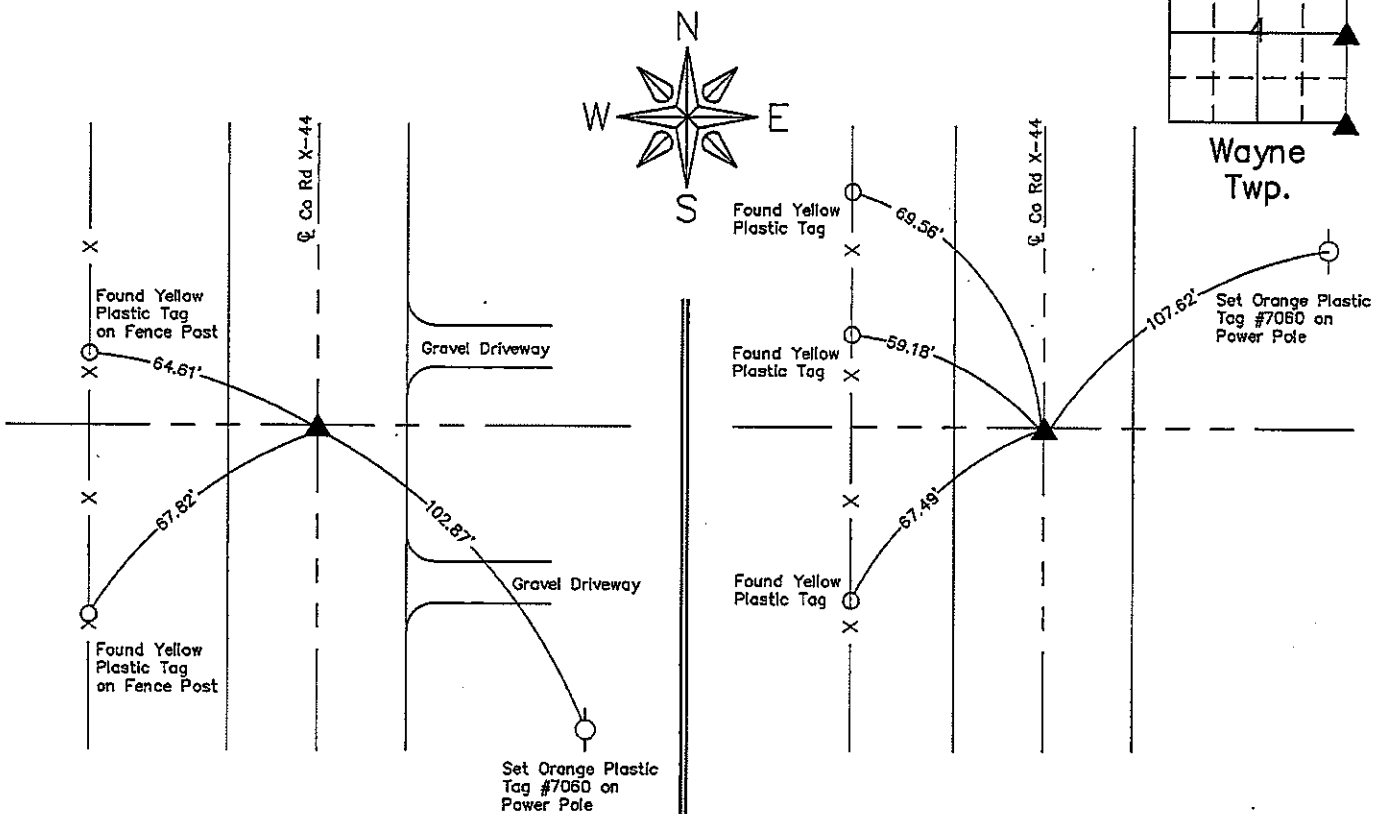 N
W
E
S
4
Wayne
Twp.
℄ Co Rd X-44
X
Found Yellow
Plastic Tag
on Fence Post
X
64.61'
Gravel Driveway
X
67.82'
102.87'
Gravel Driveway
X
Found Yellow
Plastic Tag
on Fence Post
Set Orange Plastic
Tag #7060 on
Power Pole
℄ Co Rd X-44
Found Yellow
Plastic Tag
69.56'
X
107.62'
Set Orange Plastic
Tag #7060 on
Power Pole
Found Yellow
Plastic Tag
59.18'
X
X
67.49'
Found Yellow
Plastic Tag
X